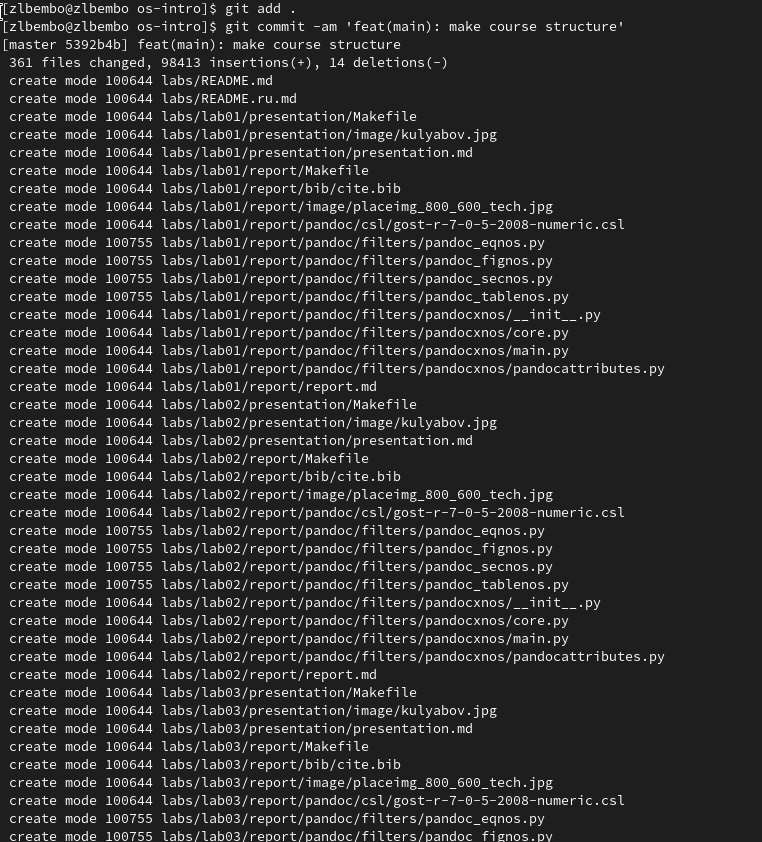 [zlbembo@zlbembo os-intro]$ git add .
[zlbembo@zlbembo os-intro]$ git commit -am 'feat(main): make course structure'
[master 5392b4b] feat(main): make course structure
 361 files changed, 98413 insertions(+), 14 deletions(-)
 create mode 100644 labs/README.md
 create mode 100644 labs/README.ru.md
 create mode 100644 labs/lab01/presentation/Makefile
 create mode 100644 labs/lab01/presentation/image/kulyabov.jpg
 create mode 100644 labs/lab01/presentation/presentation.md
 create mode 100644 labs/lab01/report/Makefile
 create mode 100644 labs/lab01/report/bib/cite.bib
 create mode 100644 labs/lab01/report/image/placeimg_800_600_tech.jpg
 create mode 100644 labs/lab01/report/pandoc/csl/gost-r-7-0-5-2008-numeric.csl
 create mode 100755 labs/lab01/report/pandoc/filters/pandoc_eqnos.py
 create mode 100755 labs/lab01/report/pandoc/filters/pandoc_fignos.py
 create mode 100755 labs/lab01/report/pandoc/filters/pandoc_secnos.py
 create mode 100755 labs/lab01/report/pandoc/filters/pandoc_tablenos.py
 create mode 100644 labs/lab01/report/pandoc/filters/pandocxnos/__init__.py
 create mode 100644 labs/lab01/report/pandoc/filters/pandocxnos/core.py
 create mode 100644 labs/lab01/report/pandoc/filters/pandocxnos/main.py
 create mode 100644 labs/lab01/report/pandoc/filters/pandocxnos/pandocattributes.py
 create mode 100644 labs/lab01/report/report.md
 create mode 100644 labs/lab02/presentation/Makefile
 create mode 100644 labs/lab02/presentation/image/kulyabov.jpg
 create mode 100644 labs/lab02/presentation/presentation.md
 create mode 100644 labs/lab02/report/Makefile
 create mode 100644 labs/lab02/report/bib/cite.bib
 create mode 100644 labs/lab02/report/image/placeimg_800_600_tech.jpg
 create mode 100644 labs/lab02/report/pandoc/csl/gost-r-7-0-5-2008-numeric.csl
 create mode 100755 labs/lab02/report/pandoc/filters/pandoc_eqnos.py
 create mode 100755 labs/lab02/report/pandoc/filters/pandoc_fignos.py
 create mode 100755 labs/lab02/report/pandoc/filters/pandoc_secnos.py
 create mode 100755 labs/lab02/report/pandoc/filters/pandoc_tablenos.py
 create mode 100644 labs/lab02/report/pandoc/filters/pandocxnos/__init__.py
 create mode 100644 labs/lab02/report/pandoc/filters/pandocxnos/core.py
 create mode 100644 labs/lab02/report/pandoc/filters/pandocxnos/main.py
 create mode 100644 labs/lab02/report/pandoc/filters/pandocxnos/pandocattributes.py
 create mode 100644 labs/lab02/report/report.md
 create mode 100644 labs/lab03/presentation/Makefile
 create mode 100644 labs/lab03/presentation/image/kulyabov.jpg
 create mode 100644 labs/lab03/presentation/presentation.md
 create mode 100644 labs/lab03/report/Makefile
 create mode 100644 labs/lab03/report/bib/cite.bib
 create mode 100644 labs/lab03/report/image/placeimg_800_600_tech.jpg
 create mode 100644 labs/lab03/report/pandoc/csl/gost-r-7-0-5-2008-numeric.csl
 create mode 100755 labs/lab03/report/pandoc/filters/pandoc_eqnos.py
 create mode 100755 labs/lab03/report/pandoc/filters/pandoc_fignos.py